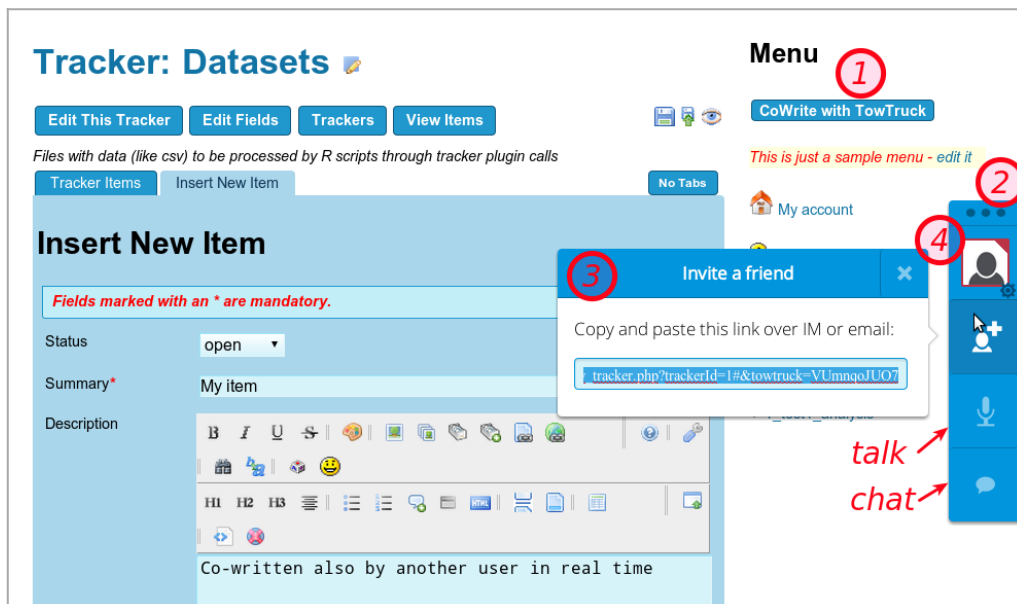 Tracker: Datasets
Edit This Tracker
Edit Fields
Trackers
View Items
Files with data (like csv) to be processed by R scripts through tracker plugin calls
Tracker Items
Insert New Item
No Tabs
Insert New Item
Fields marked with an * are mandatory.
Status
open
Summary*
My item
Description
B I U S
H1 H2 H3
HTML
Co-written also by another user in real time
Menu
1
CoWrite with TowTruck
This is just a sample menu - edit it
2
My account
4
3
Invite a friend
Copy and paste this link over IM or email:
_tracker.php?trackerId=1#&towtruck=VUmnqoJUO7
talk
chat